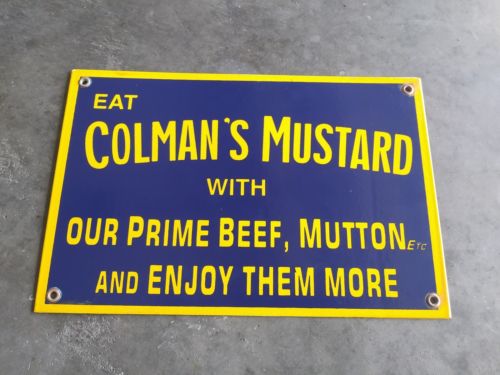 EAT
COLMAN'S MUSTARD
WITH
OUR PRIME BEEF, MUTTON ETC
AND ENJOY THEM MORE